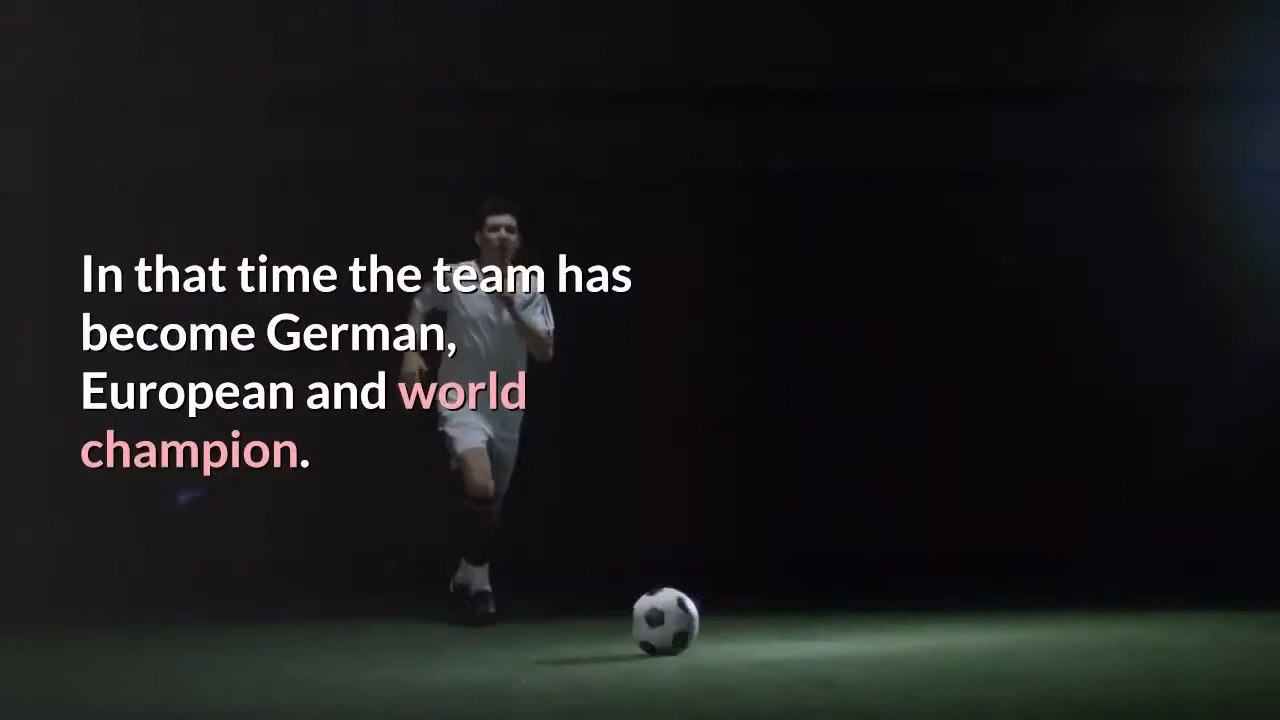 In that time the team has
become German,
European and world
champion.